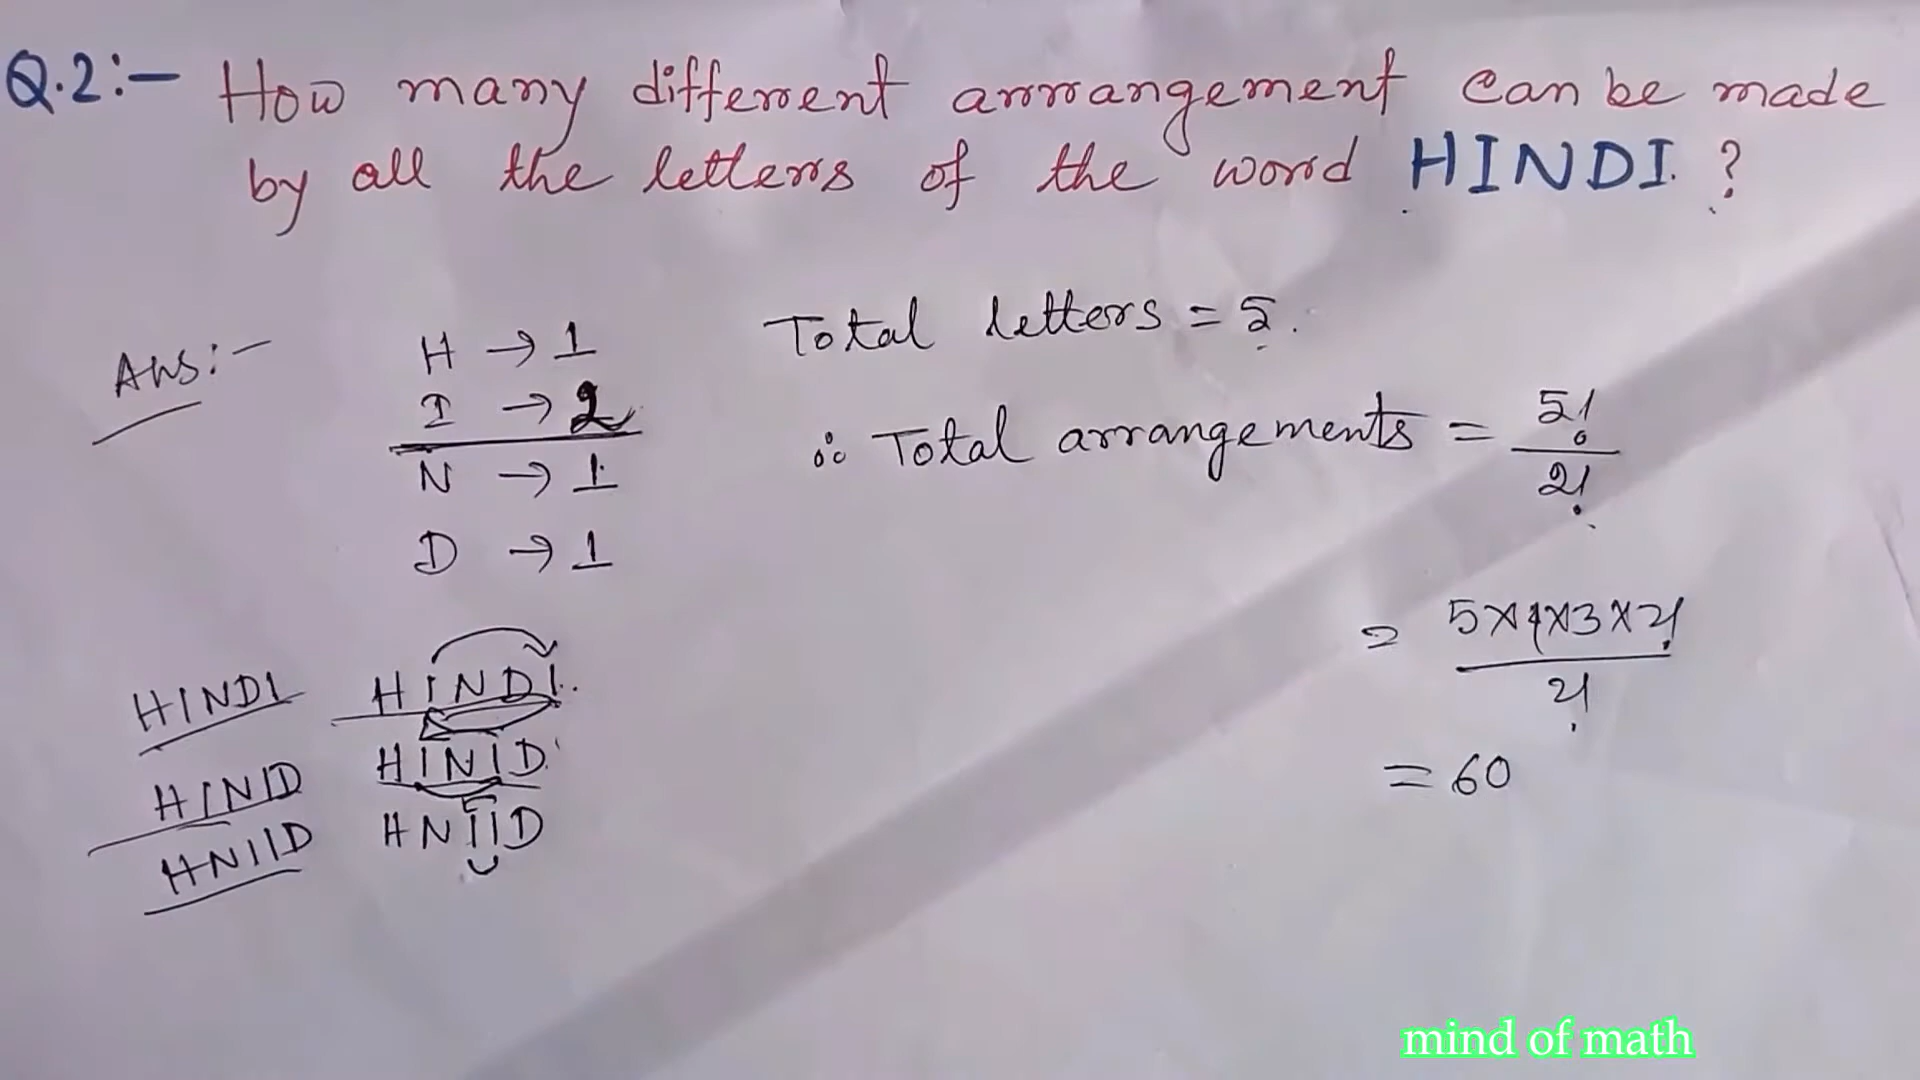 Q.2:- How many different arrangement can be made
by all the letters of the word HINDI. ?
Ans:-
H → 1
I → 2
N → 1
D → 1
Total letters = 5.
∴ Total arrangements = 5!/2!
= 5×4×3×2!/2!
= 60
HINDI HINDI.
HINID HINID
HNIID HNIID
mind of math